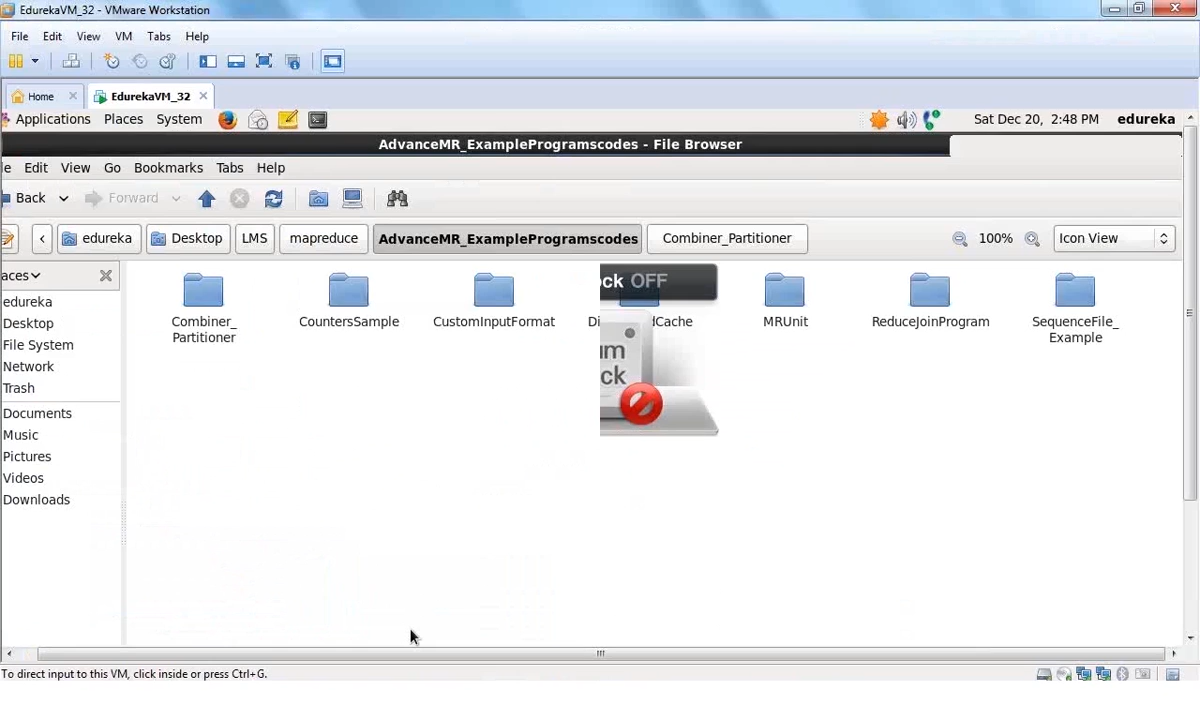 EdurekaVM_32 - VMware Workstation
File Edit View VM Tabs Help
Home EdurekaVM_32
Applications Places System Sat Dec 20, 2:48 PM edureka
AdvanceMR_ExampleProgramscodes - File Browser
ie Edit View Go Bookmarks Tabs Help
Back Forward
edureka Desktop LMS mapreduce AdvanceMR_ExampleProgramscodes Combiner_Partitioner 100% Icon View
aces
edureka
Desktop
File System
Network
Trash
Documents
Music
Pictures
Videos
Downloads
Combiner_
Partitioner
CountersSample
CustomInputFormat
ock OFF
um
ck
Di dCache
MRUnit
ReduceJoinProgram
SequenceFile_
Example
To direct input to this VM, click inside or press Ctrl+G.